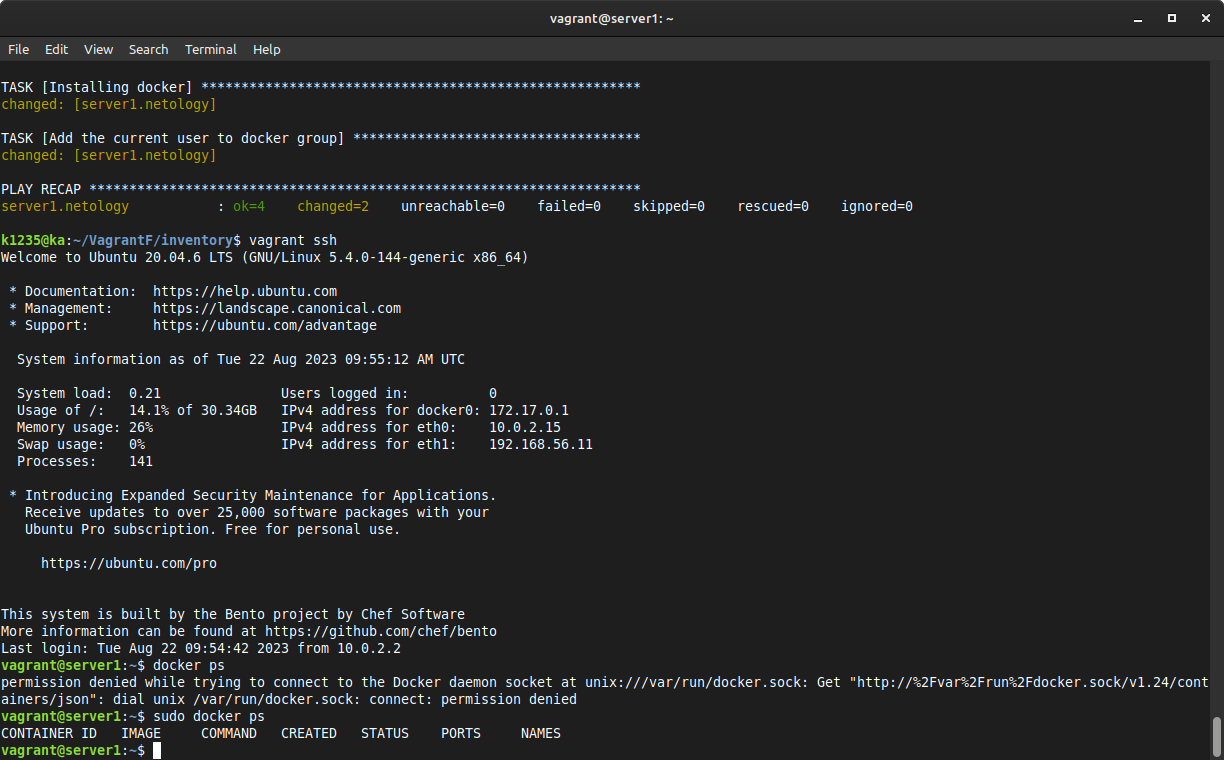 vagrant@server1: ~
File Edit View Search Terminal Help
TASK [Installing docker] *******************************************************
changed: [server1.netology]
TASK [Add the current user to docker group] ************************************
changed: [server1.netology]
PLAY RECAP *********************************************************************
server1.netology           : ok=4    changed=2    unreachable=0    failed=0    skipped=0    rescued=0    ignored=0
k1235@ka:~/VagrantF/inventory$ vagrant ssh
Welcome to Ubuntu 20.04.6 LTS (GNU/Linux 5.4.0-144-generic x86_64)
 * Documentation:  https://help.ubuntu.com
 * Management:     https://landscape.canonical.com
 * Support:        https://ubuntu.com/advantage
  System information as of Tue 22 Aug 2023 09:55:12 AM UTC
  System load:  0.21               Users logged in:          0
  Usage of /:   14.1% of 30.34GB   IPv4 address for docker0: 172.17.0.1
  Memory usage: 26%                IPv4 address for eth0:    10.0.2.15
  Swap usage:   0%                 IPv4 address for eth1:    192.168.56.11
  Processes:    141
 * Introducing Expanded Security Maintenance for Applications.
   Receive updates to over 25,000 software packages with your
   Ubuntu Pro subscription. Free for personal use.
     https://ubuntu.com/pro
This system is built by the Bento project by Chef Software
More information can be found at https://github.com/chef/bento
Last login: Tue Aug 22 09:54:42 2023 from 10.0.2.2
vagrant@server1:~$ docker ps
permission denied while trying to connect to the Docker daemon socket at unix:///var/run/docker.sock: Get "http://%2Fvar%2Frun%2Fdocker.sock/v1.24/cont
ainers/json": dial unix /var/run/docker.sock: connect: permission denied
vagrant@server1:~$ sudo docker ps
CONTAINER ID   IMAGE     COMMAND   CREATED   STATUS    PORTS     NAMES
vagrant@server1:~$